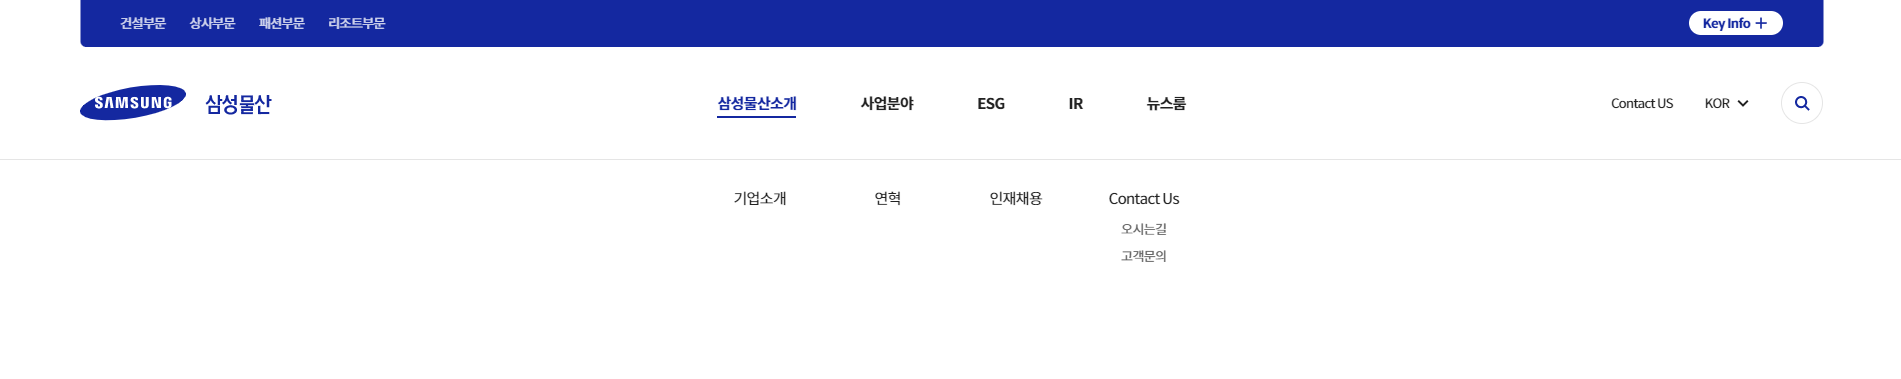 건설부문 상사부문 패션부문 리조트부문 Key Info +
SAMSUNG 삼성물산 삼성물산소개 사업분야 ESG IR 뉴스룸 Contact US KOR
기업소개 연혁 인재채용 Contact Us
오시는길
고객문의